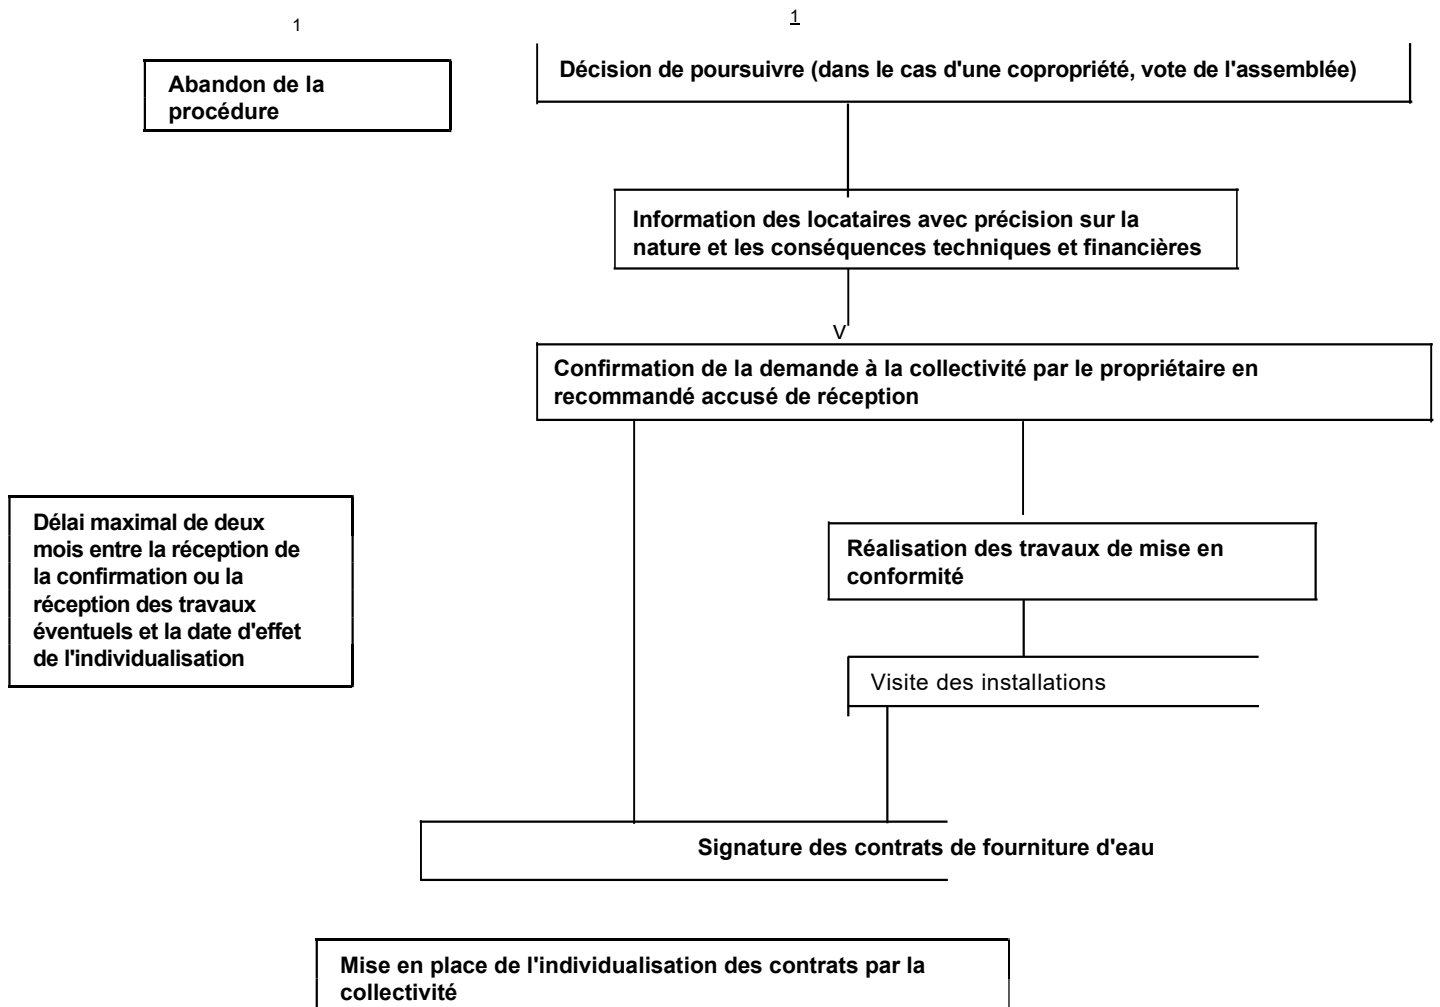 1
1
Abandon de la
procédure
Décision de poursuivre (dans le cas d'une copropriété, vote de l'assemblée)
Information des locataires avec précision sur la
nature et les conséquences techniques et financières
V
Confirmation de la demande à la collectivité par le propriétaire en
recommandé accusé de réception
Délai maximal de deux
mois entre la réception de
la confirmation ou la
réception des travaux
éventuels et la date d'effet
de l'individualisation
Réalisation des travaux de mise en
conformité
Visite des installations
Signature des contrats de fourniture d'eau
Mise en place de l'individualisation des contrats par la
collectivité